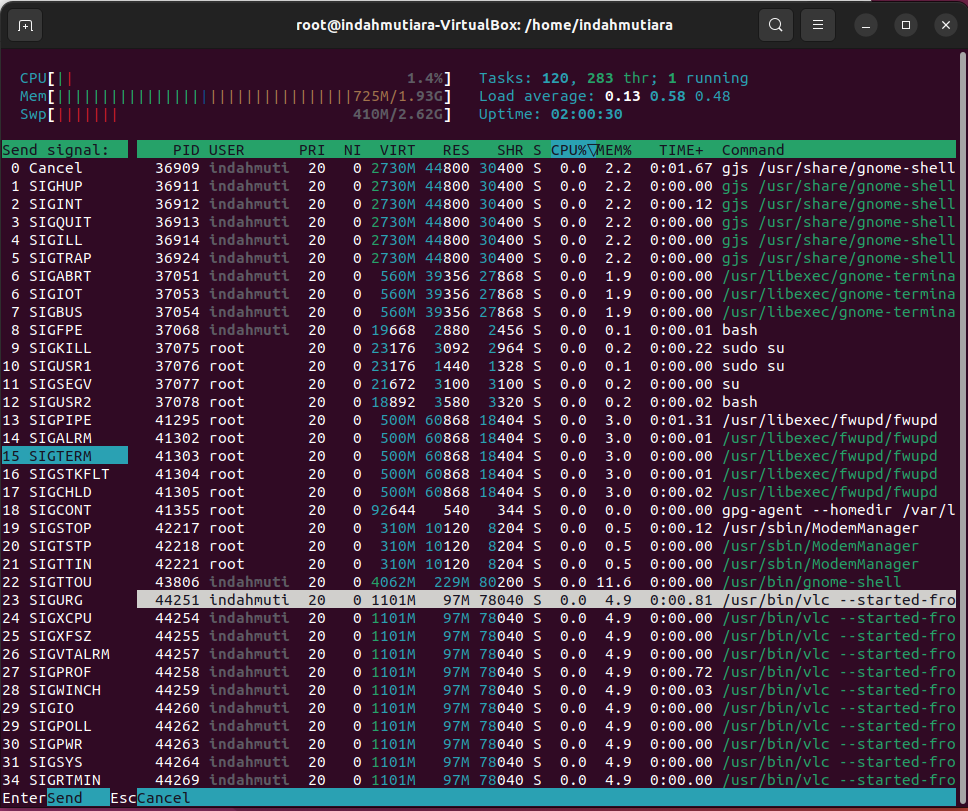 root@indahmutiara-VirtualBox: /home/indahmutiara
CPU[|| 1.4%] Tasks: 120, 283 thr; 1 running
Mem[|||||||||||||||||||||||||||||||||725M/1.93G] Load average: 0.13 0.58 0.48
Swp[||||||| 410M/2.62G] Uptime: 02:00:30
Send signal: PID USER PRI NI VIRT RES SHR S CPU%▽MEM% TIME+ Command
0 Cancel 36909 indahmuti 20 0 2730M 44800 30400 S 0.0 2.2 0:01.67 gjs /usr/share/gnome-shell
1 SIGHUP 36911 indahmuti 20 0 2730M 44800 30400 S 0.0 2.2 0:00.00 gjs /usr/share/gnome-shell
2 SIGINT 36912 indahmuti 20 0 2730M 44800 30400 S 0.0 2.2 0:00.12 gjs /usr/share/gnome-shell
3 SIGQUIT 36913 indahmuti 20 0 2730M 44800 30400 S 0.0 2.2 0:00.00 gjs /usr/share/gnome-shell
4 SIGILL 36914 indahmuti 20 0 2730M 44800 30400 S 0.0 2.2 0:00.00 gjs /usr/share/gnome-shell
5 SIGTRAP 36924 indahmuti 20 0 2730M 44800 30400 S 0.0 2.2 0:00.00 gjs /usr/share/gnome-shell
6 SIGABRT 37051 indahmuti 20 0 560M 39356 27868 S 0.0 1.9 0:00.00 /usr/libexec/gnome-termina
6 SIGIOT 37053 indahmuti 20 0 560M 39356 27868 S 0.0 1.9 0:00.00 /usr/libexec/gnome-termina
7 SIGBUS 37054 indahmuti 20 0 560M 39356 27868 S 0.0 1.9 0:00.00 /usr/libexec/gnome-termina
8 SIGFPE 37068 indahmuti 20 0 19668 2880 2456 S 0.0 0.1 0:00.01 bash
9 SIGKILL 37075 root 20 0 23176 3092 2964 S 0.0 0.2 0:00.22 sudo su
10 SIGUSR1 37076 root 20 0 23176 1440 1328 S 0.0 0.1 0:00.01 sudo su
11 SIGSEGV 37077 root 20 0 21672 3100 3100 S 0.0 0.2 0:00.00 su
12 SIGUSR2 37078 root 20 0 18892 3580 3320 S 0.0 0.2 0:00.02 bash
13 SIGPIPE 41295 root 20 0 500M 60868 18404 S 0.0 3.0 0:01.31 /usr/libexec/fwupd/fwupd
14 SIGALRM 41302 root 20 0 500M 60868 18404 S 0.0 3.0 0:00.01 /usr/libexec/fwupd/fwupd
15 SIGTERM 41303 root 20 0 500M 60868 18404 S 0.0 3.0 0:00.00 /usr/libexec/fwupd/fwupd
16 SIGSTKFLT 41304 root 20 0 500M 60868 18404 S 0.0 3.0 0:00.01 /usr/libexec/fwupd/fwupd
17 SIGCHLD 41305 root 20 0 500M 60868 18404 S 0.0 3.0 0:00.02 /usr/libexec/fwupd/fwupd
18 SIGCONT 41355 root 20 0 92644 540 344 S 0.0 0.0 0:00.00 gpg-agent --homedir /var/l
19 SIGSTOP 42217 root 20 0 310M 10120 8204 S 0.0 0.5 0:00.12 /usr/sbin/ModemManager
20 SIGTSTP 42218 root 20 0 310M 10120 8204 S 0.0 0.5 0:00.00 /usr/sbin/ModemManager
21 SIGTTIN 42221 root 20 0 310M 10120 8204 S 0.0 0.5 0:00.00 /usr/sbin/ModemManager
22 SIGTTOU 43806 indahmuti 20 0 4062M 229M 80200 S 0.0 11.6 0:00.00 /usr/bin/gnome-shell
23 SIGURG 44251 indahmuti 20 0 1101M 97M 78040 S 0.0 4.9 0:00.81 /usr/bin/vlc --started-fro
24 SIGXCPU 44254 indahmuti 20 0 1101M 97M 78040 S 0.0 4.9 0:00.00 /usr/bin/vlc --started-fro
25 SIGXFSZ 44255 indahmuti 20 0 1101M 97M 78040 S 0.0 4.9 0:00.00 /usr/bin/vlc --started-fro
26 SIGVTALRM 44257 indahmuti 20 0 1101M 97M 78040 S 0.0 4.9 0:00.00 /usr/bin/vlc --started-fro
27 SIGPROF 44258 indahmuti 20 0 1101M 97M 78040 S 0.0 4.9 0:00.72 /usr/bin/vlc --started-fro
28 SIGWINCH 44259 indahmuti 20 0 1101M 97M 78040 S 0.0 4.9 0:00.03 /usr/bin/vlc --started-fro
29 SIGIO 44260 indahmuti 20 0 1101M 97M 78040 S 0.0 4.9 0:00.00 /usr/bin/vlc --started-fro
29 SIGPOLL 44262 indahmuti 20 0 1101M 97M 78040 S 0.0 4.9 0:00.00 /usr/bin/vlc --started-fro
30 SIGPWR 44263 indahmuti 20 0 1101M 97M 78040 S 0.0 4.9 0:00.00 /usr/bin/vlc --started-fro
31 SIGSYS 44264 indahmuti 20 0 1101M 97M 78040 S 0.0 4.9 0:00.00 /usr/bin/vlc --started-fro
34 SIGRTMIN 44269 indahmuti 20 0 1101M 97M 78040 S 0.0 4.9 0:00.00 /usr/bin/vlc --started-fro
EnterSend EscCancel